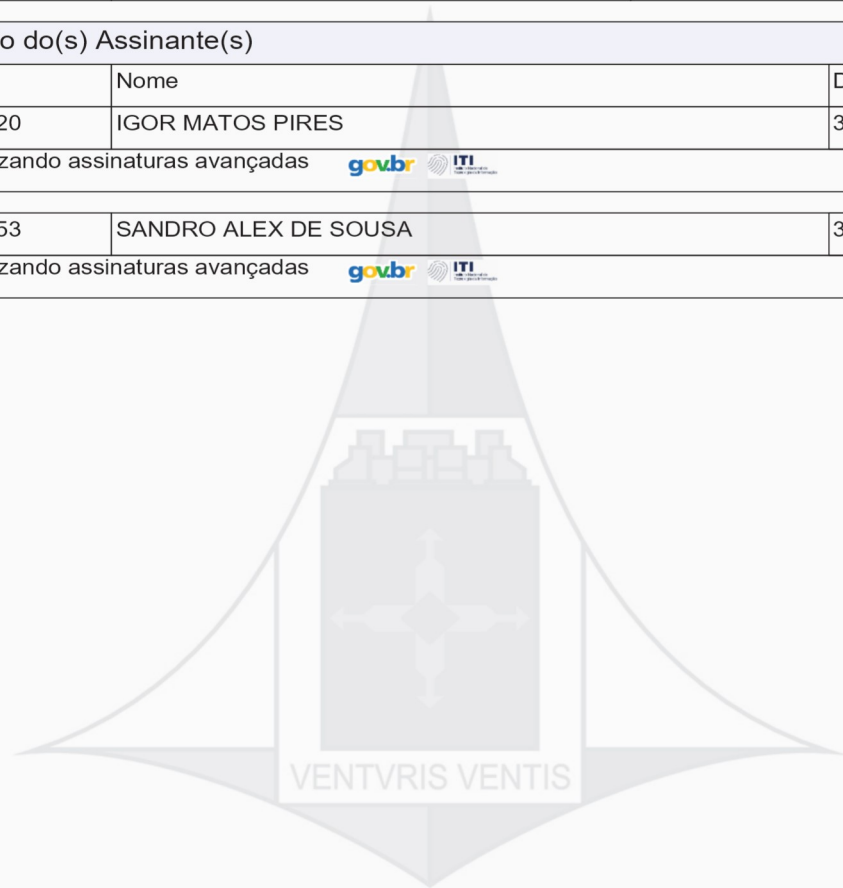 o do(s) Assinante(s)
Nome D
20 IGOR MATOS PIRES 3
zando assinaturas avançadas gov.br ITI
53 SANDRO ALEX DE SOUSA 3
zando assinaturas avançadas gov.br ITI
VENTVRIS VENTIS